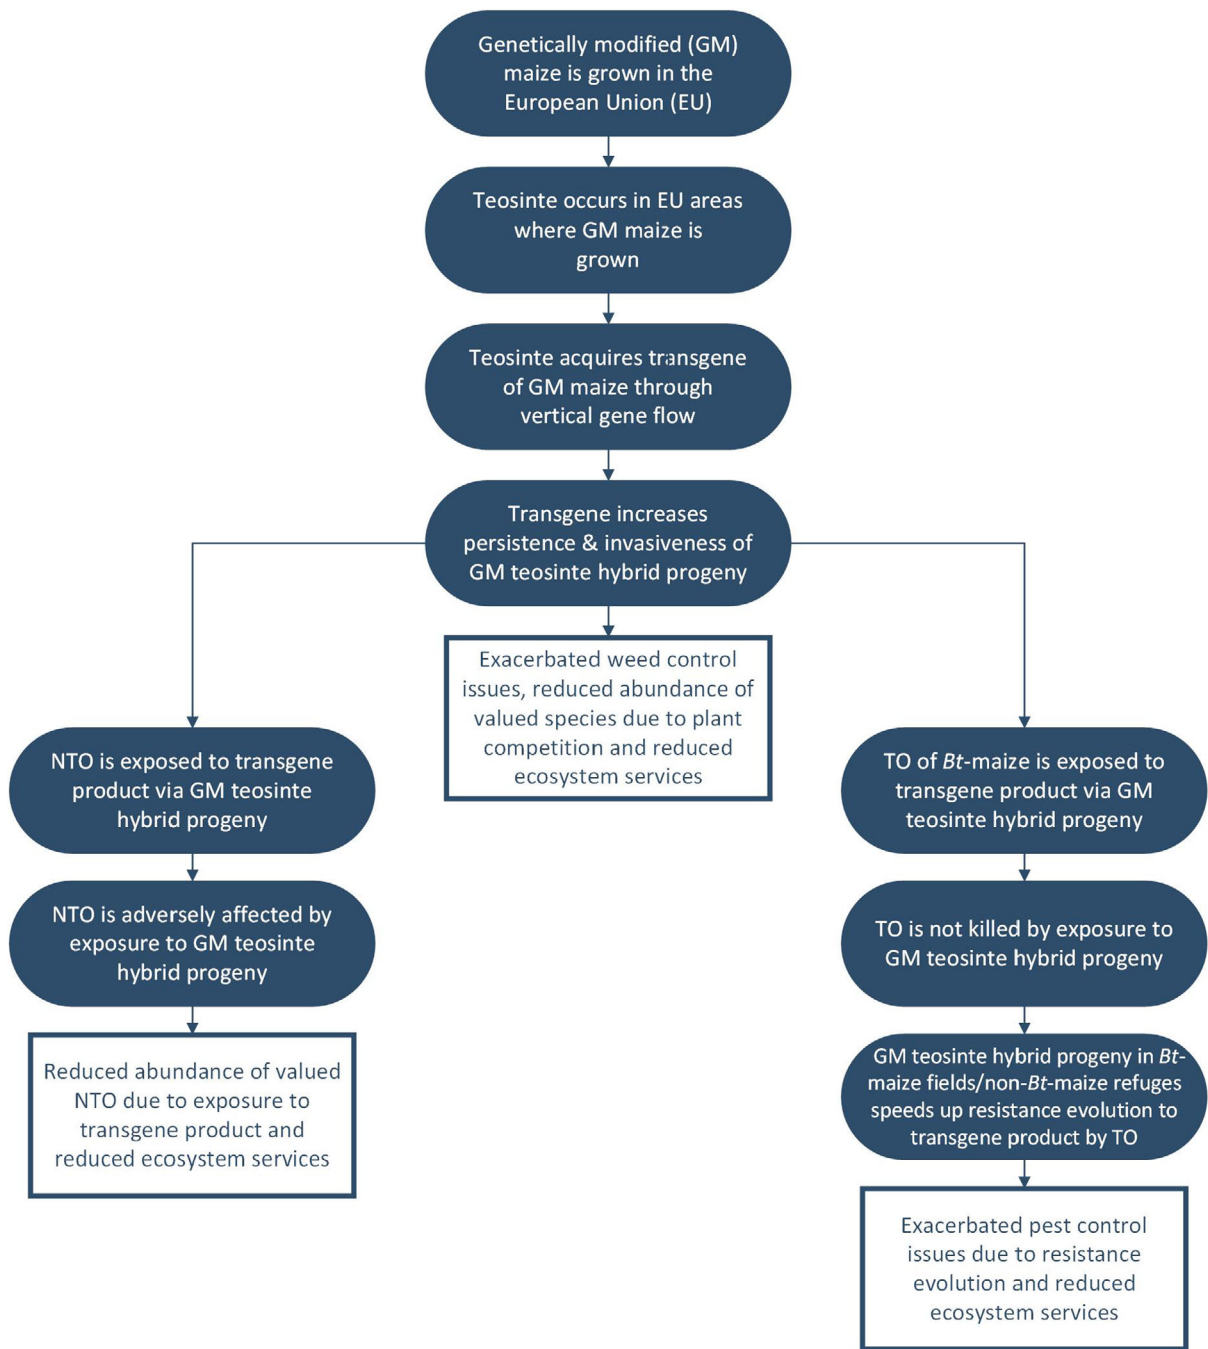 Genetically modified (GM)
maize is grown in the
European Union (EU)
Teosinte occurs in EU areas
where GM maize is
grown
Teosinte acquires transgene
of GM maize through
vertical gene flow
Transgene increases
persistence & invasiveness of
GM teosinte hybrid progeny
Exacerbated weed control
issues, reduced abundance of
valued species due to plant
competition and reduced
ecosystem services
NTO is exposed to transgene
product via GM teosinte
hybrid progeny
NTO is adversely affected by
exposure to GM teosinte
hybrid progeny
Reduced abundance of valued
NTO due to exposure to
transgene product and
reduced ecosystem services
TO of Bt-maize is exposed to
transgene product via GM
teosinte hybrid progeny
TO is not killed by exposure to
GM teosinte hybrid progeny
GM teosinte hybrid progeny in Bt-
maize fields/non-Bt-maize refuges
speeds up resistance evolution to
transgene product by TO
Exacerbated pest control
issues due to resistance
evolution and reduced
ecosystem services